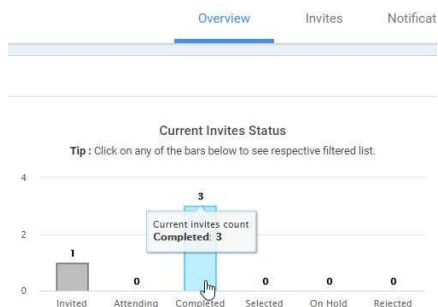 Overview Invites Notificat
Current Invites Status
Tip : Click on any of the bars below to see respective filtered list.
4
3
Current invites count
Completed: 3
2
1
0 0 0 0
0
Invited Attending Completed Selected On Hold Rejected